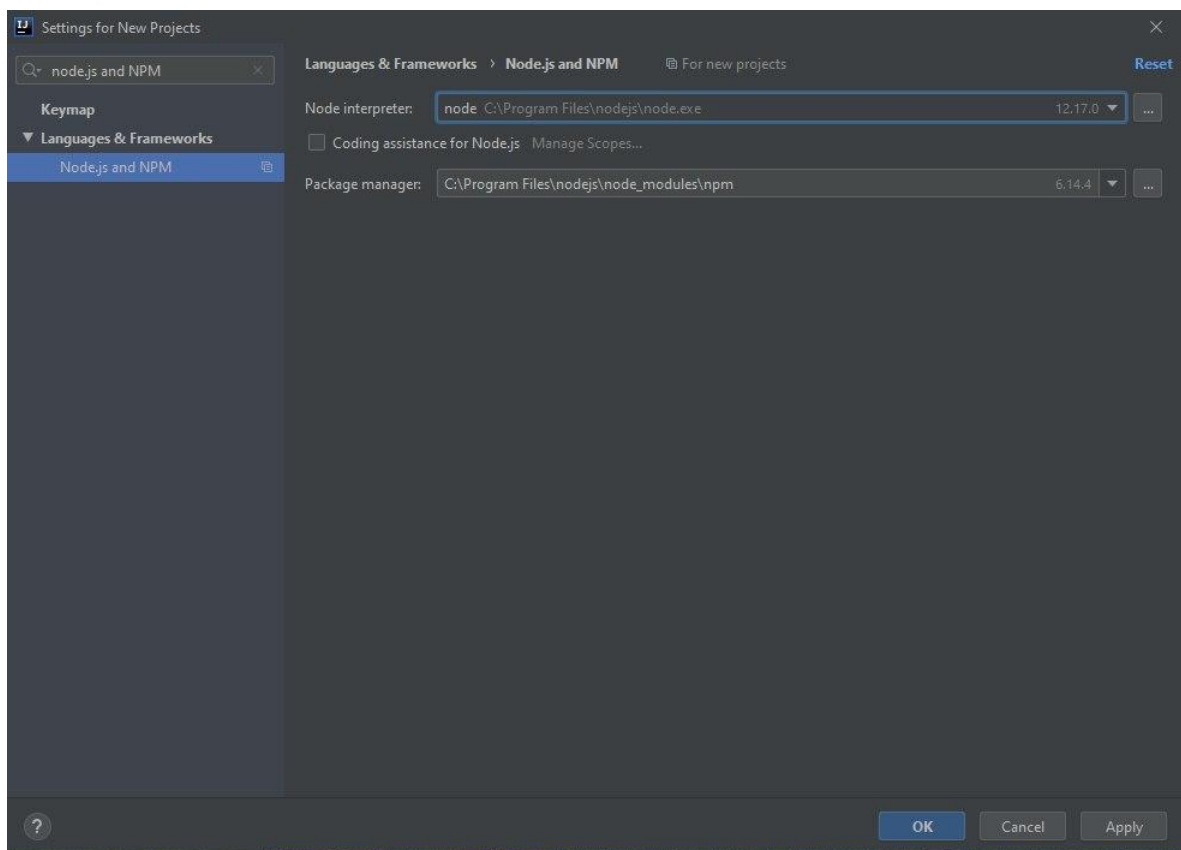 IJ Settings for New Projects
node.js and NPM
Keymap
Languages & Frameworks
Node.js and NPM
Languages & Frameworks › Node.js and NPM For new projects Reset
Node interpreter: node C:\Program Files\nodejs\node.exe 12.17.0 ...
Coding assistance for Node.js Manage Scopes...
Package manager: C:\Program Files\nodejs\node_modules\npm 6.14.4 ...
? OK Cancel Apply